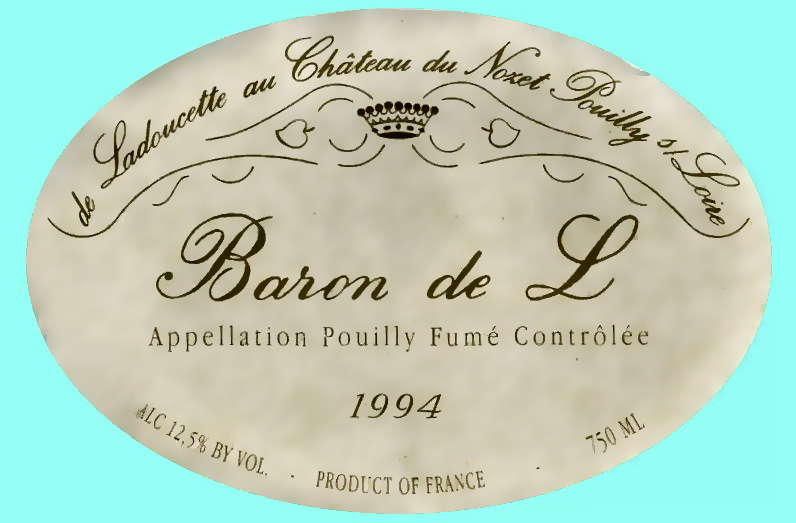 de Ladoucette au Château du Nozet Pouilly s/Loire
Baron de L
Appellation Pouilly Fumé Contrôlée
1994
ALC 12,5% BY VOL.
PRODUCT OF FRANCE
750 ML